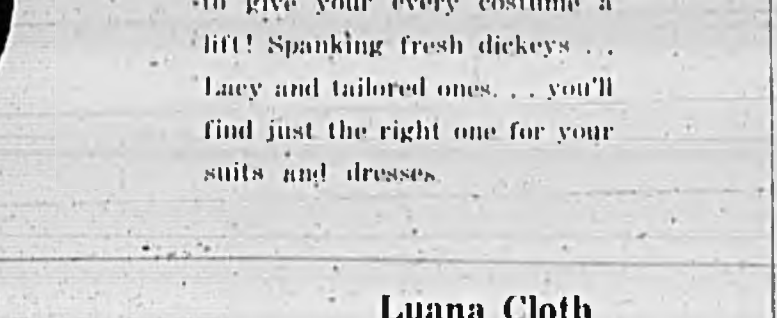 to give your every costume a
lift! Spanking fresh dickeys . .
Lacy and tailored ones. . . you'll
find just the right one for your
suits and dresses.
Luana Cloth